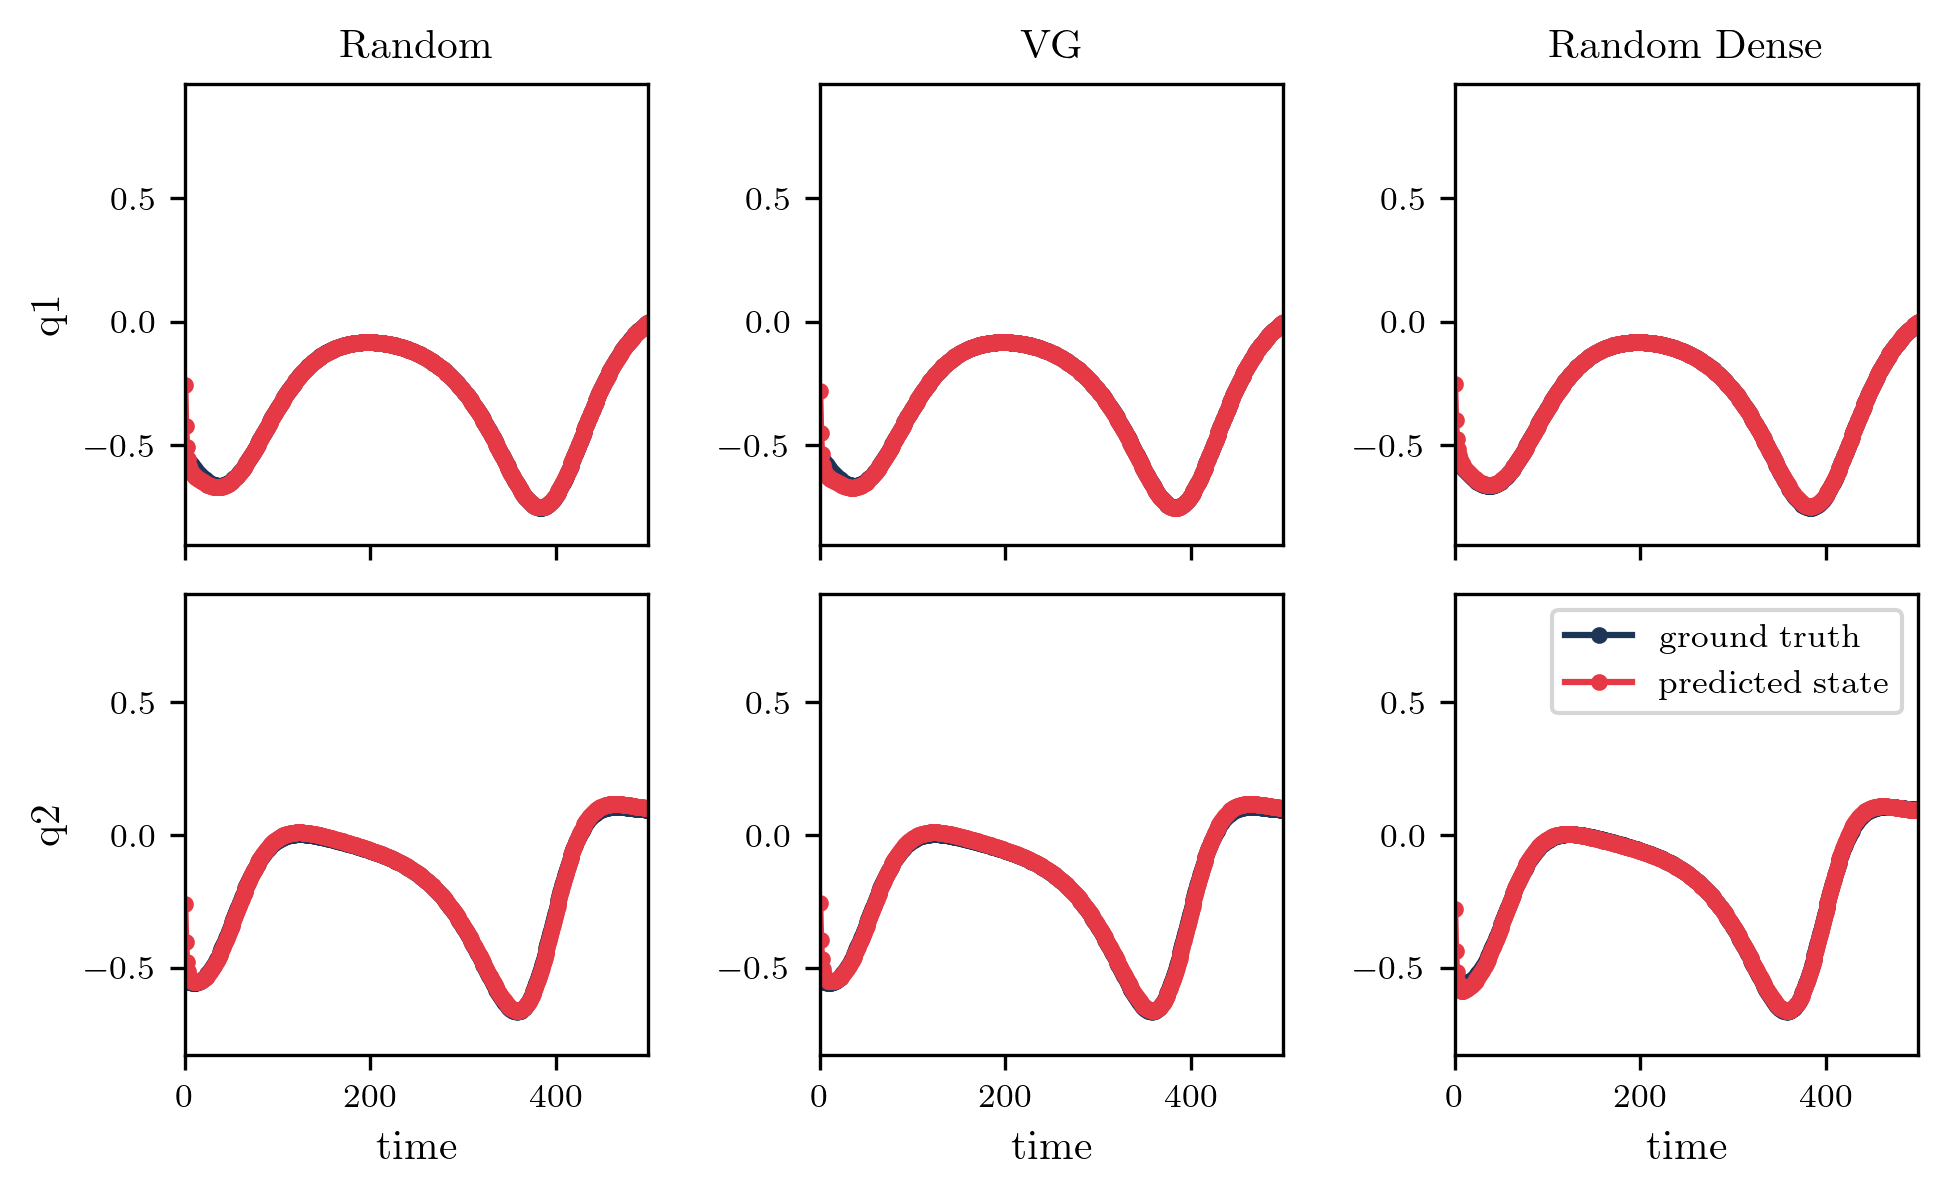 Random VG Random Dense
q1
0.5 0.5 0.5
0.0 0.0 0.0
−0.5 −0.5 −0.5
q2
ground truth
predicted state
0.5 0.5 0.5
0.0 0.0 0.0
−0.5 −0.5 −0.5
0 200 400 0 200 400 0 200 400
time time time